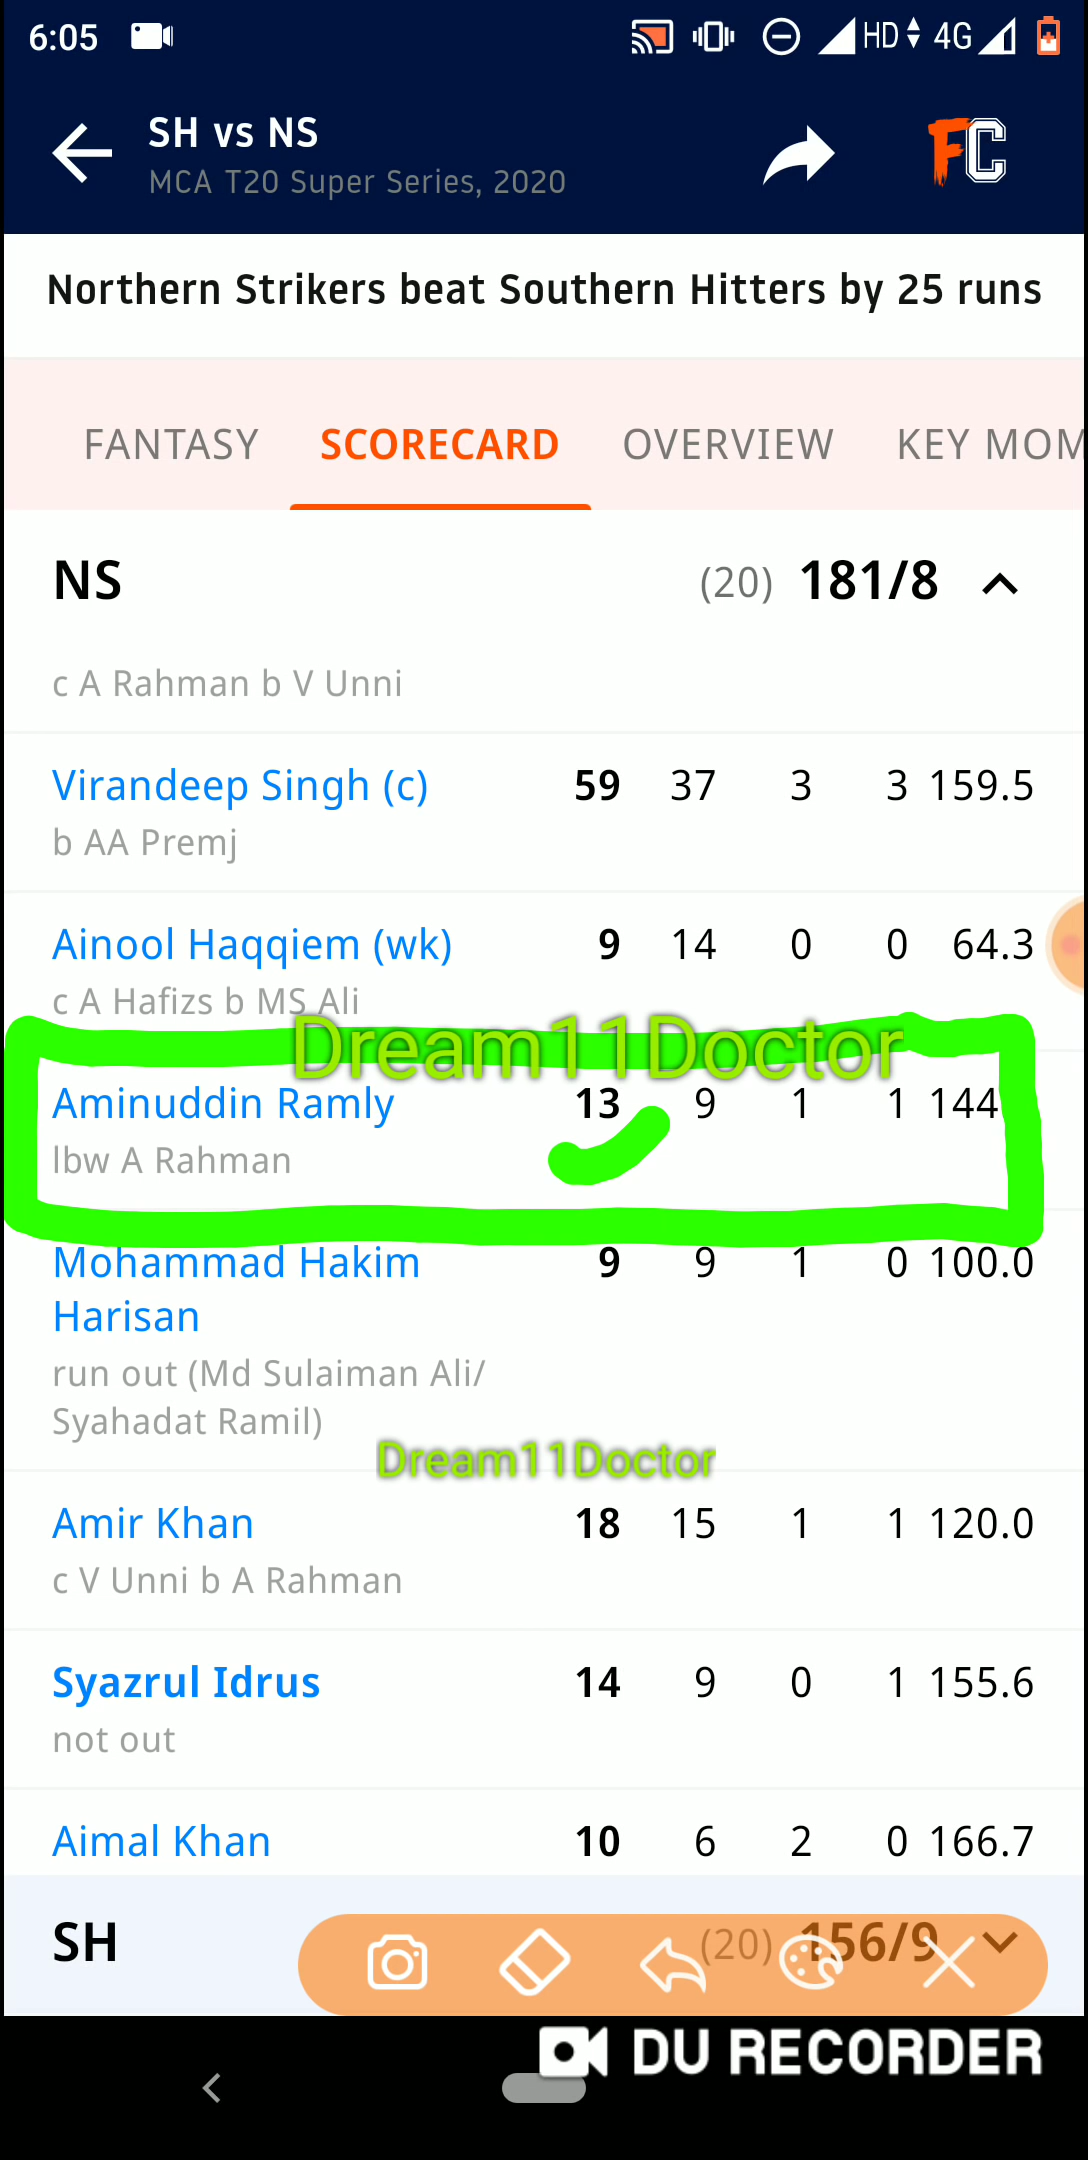 6:05 HD 4G
SH vs NS
MCA T20 Super Series, 2020
FC
Northern Strikers beat Southern Hitters by 25 runs
FANTASY SCORECARD OVERVIEW KEY MOM
NS (20) 181/8
c A Rahman b V Unni
Virandeep Singh (c) 59 37 3 3 159.5
b AA Premj
Ainool Haqqiem (wk) 9 14 0 0 64.3
c A Hafizs b MS Ali
Dream11Doctor
Aminuddin Ramly 13 9 1 1 144
lbw A Rahman
Mohammad Hakim 9 9 1 0 100.0
Harisan
run out (Md Sulaiman Ali/
Syahadat Ramil)
Dream11Doctor
Amir Khan 18 15 1 1 120.0
c V Unni b A Rahman
Syazrul Idrus 14 9 0 1 155.6
not out
Aimal Khan 10 6 2 0 166.7
SH (20) 156/9
DU RECORDER